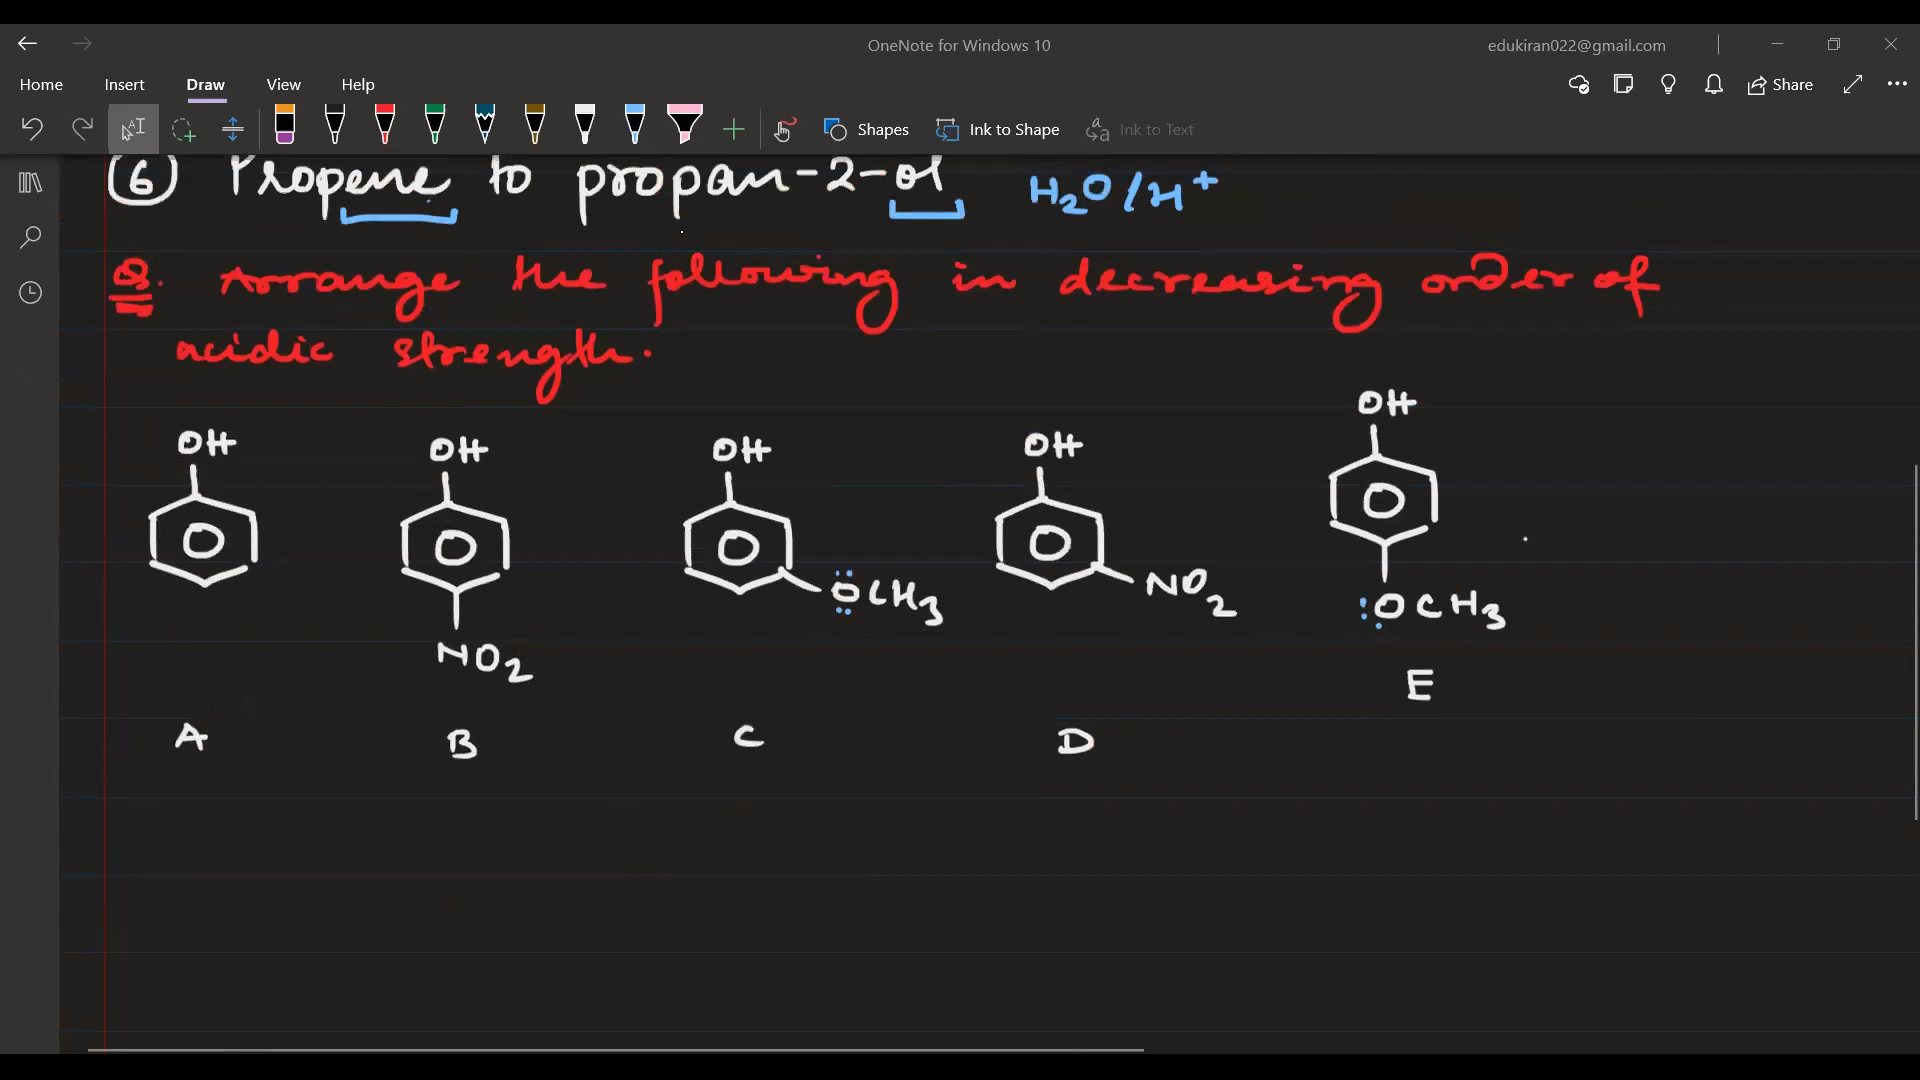 OneNote for Windows 10
edukiran022@gmail.com
Home Insert Draw View Help
Share
Shapes Ink to Shape Ink to Text
(6) Propene to propan-2-ol H2O/H+
Q. Arrange the following in decreasing order of
acidic strength.
OH OH OH OH OH
NO2 OCH3 NO2 OCH3
A B C D E